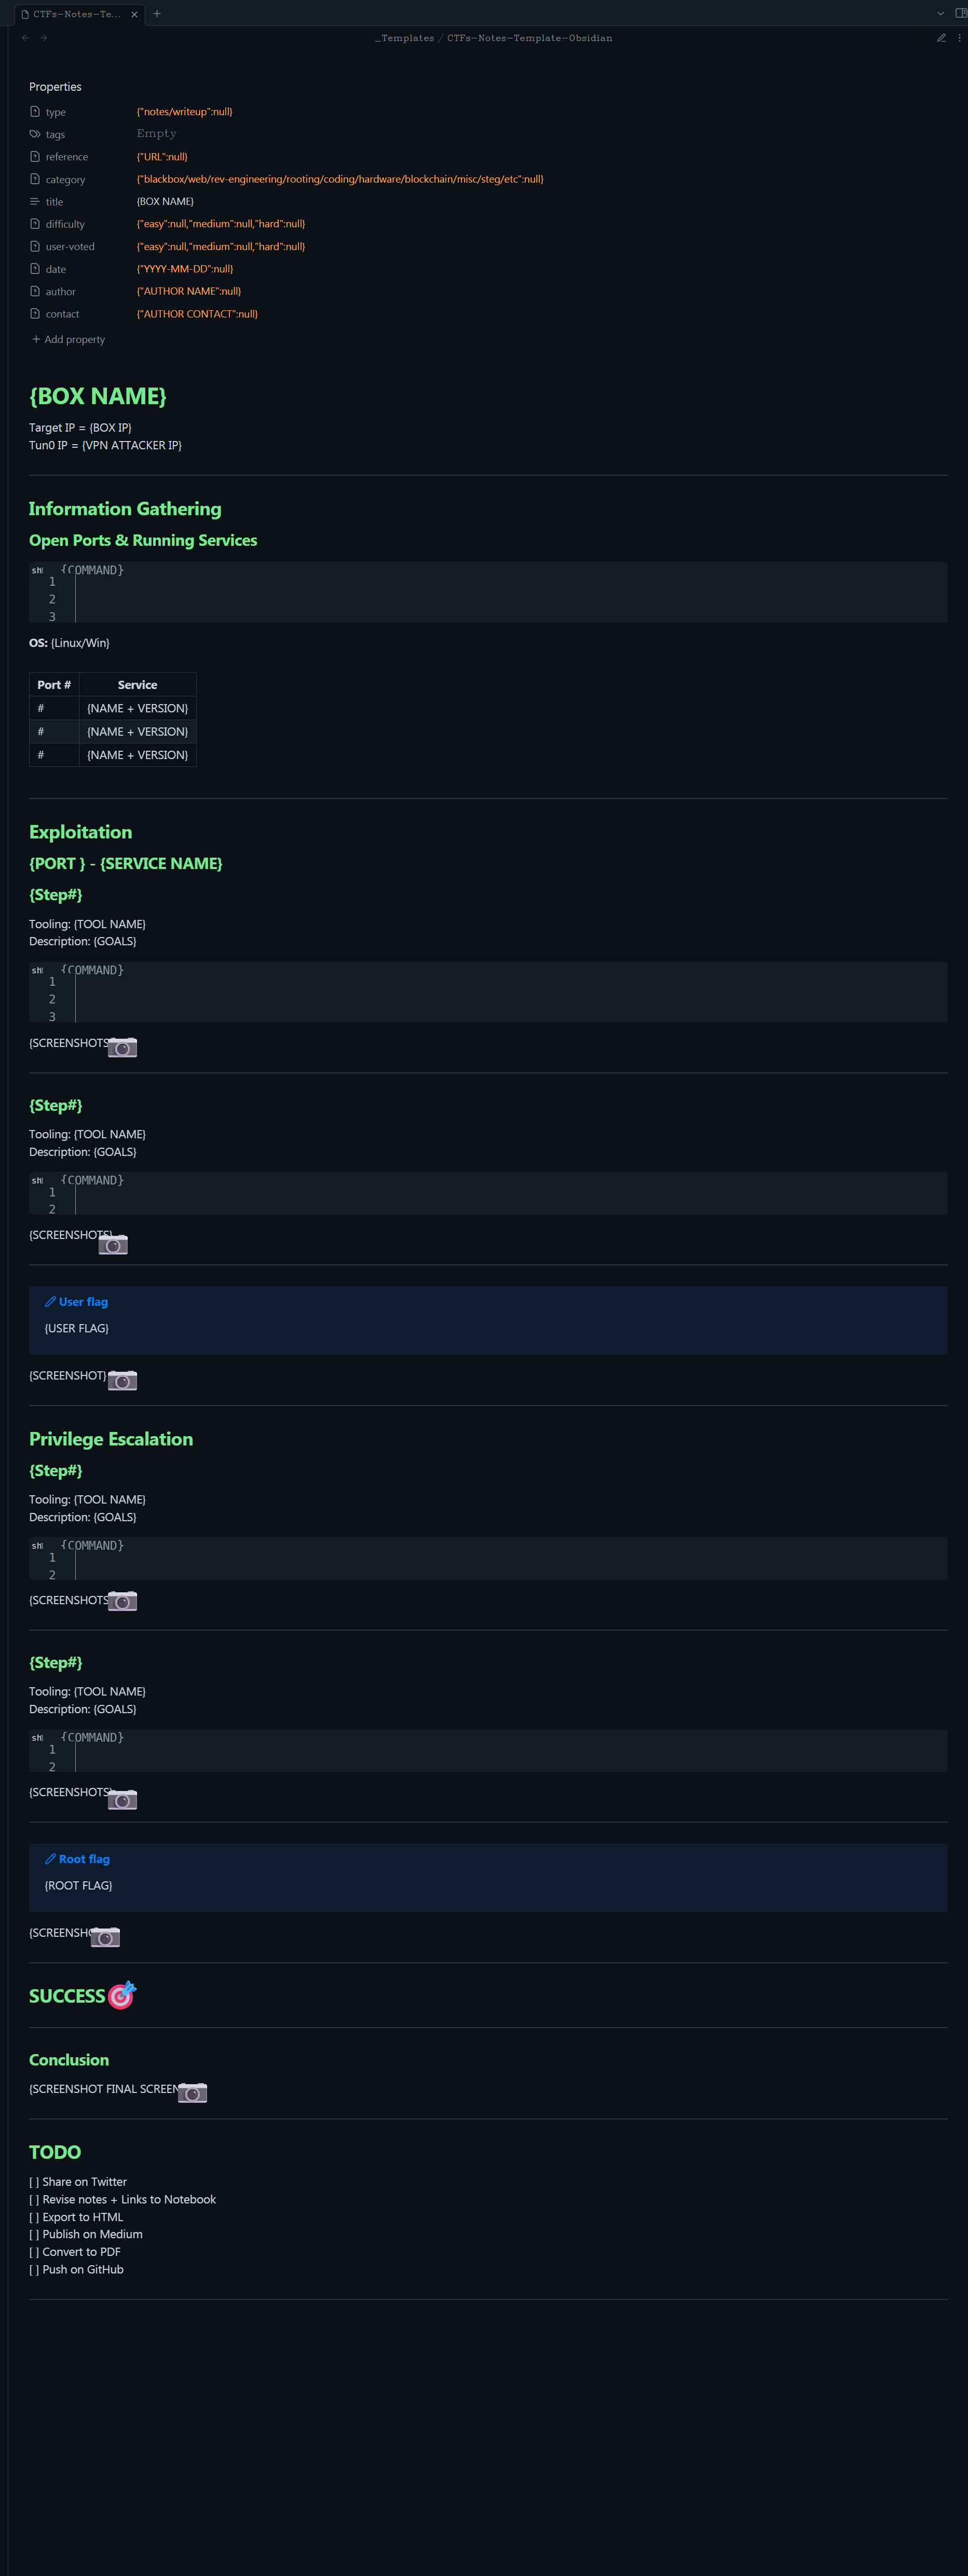 CTFs-Notes-Te...
_Templates / CTFs-Notes-Template-Obsidian
Properties
type {"notes/writeup":null}
tags Empty
reference {"URL":null}
category {"blackbox/web/rev-engineering/rooting/coding/hardware/blockchain/misc/steg/etc":null}
title {BOX NAME}
difficulty {"easy":null,"medium":null,"hard":null}
user-voted {"easy":null,"medium":null,"hard":null}
date {"YYYY-MM-DD":null}
author {"AUTHOR NAME":null}
contact {"AUTHOR CONTACT":null}
+ Add property
{BOX NAME}
Target IP = {BOX IP}
Tun0 IP = {VPN ATTACKER IP}
Information Gathering
Open Ports & Running Services
sh {COMMAND}
1
2
3
OS: {Linux/Win}
Port # Service
# {NAME + VERSION}
# {NAME + VERSION}
# {NAME + VERSION}
Exploitation
{PORT } - {SERVICE NAME}
{Step#}
Tooling: {TOOL NAME}
Description: {GOALS}
sh {COMMAND}
1
2
3
{SCREENSHOTS
{Step#}
Tooling: {TOOL NAME}
Description: {GOALS}
sh {COMMAND}
1
2
{SCREENSHOTS}
User flag
{USER FLAG}
{SCREENSHOT}
Privilege Escalation
{Step#}
Tooling: {TOOL NAME}
Description: {GOALS}
sh {COMMAND}
1
2
{SCREENSHOTS
{Step#}
Tooling: {TOOL NAME}
Description: {GOALS}
sh {COMMAND}
1
2
{SCREENSHOTS}
Root flag
{ROOT FLAG}
{SCREENSHO
SUCCESS
Conclusion
{SCREENSHOT FINAL SCREEN
TODO
[ ] Share on Twitter
[ ] Revise notes + Links to Notebook
[ ] Export to HTML
[ ] Publish on Medium
[ ] Convert to PDF
[ ] Push on GitHub